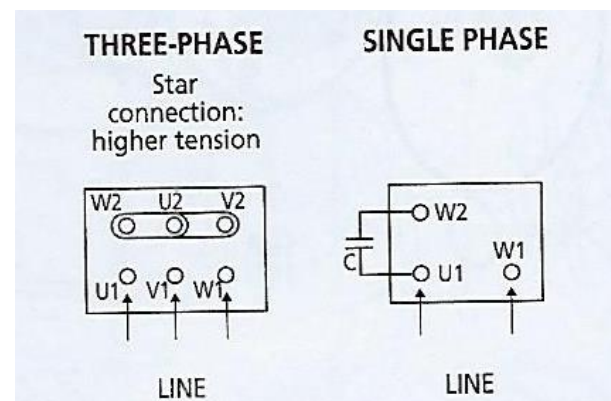 THREE-PHASE
Star
connection:
higher tension
W2 U2 V2
U1 V1 W1
LINE
SINGLE PHASE
W2
C
U1
W1
LINE